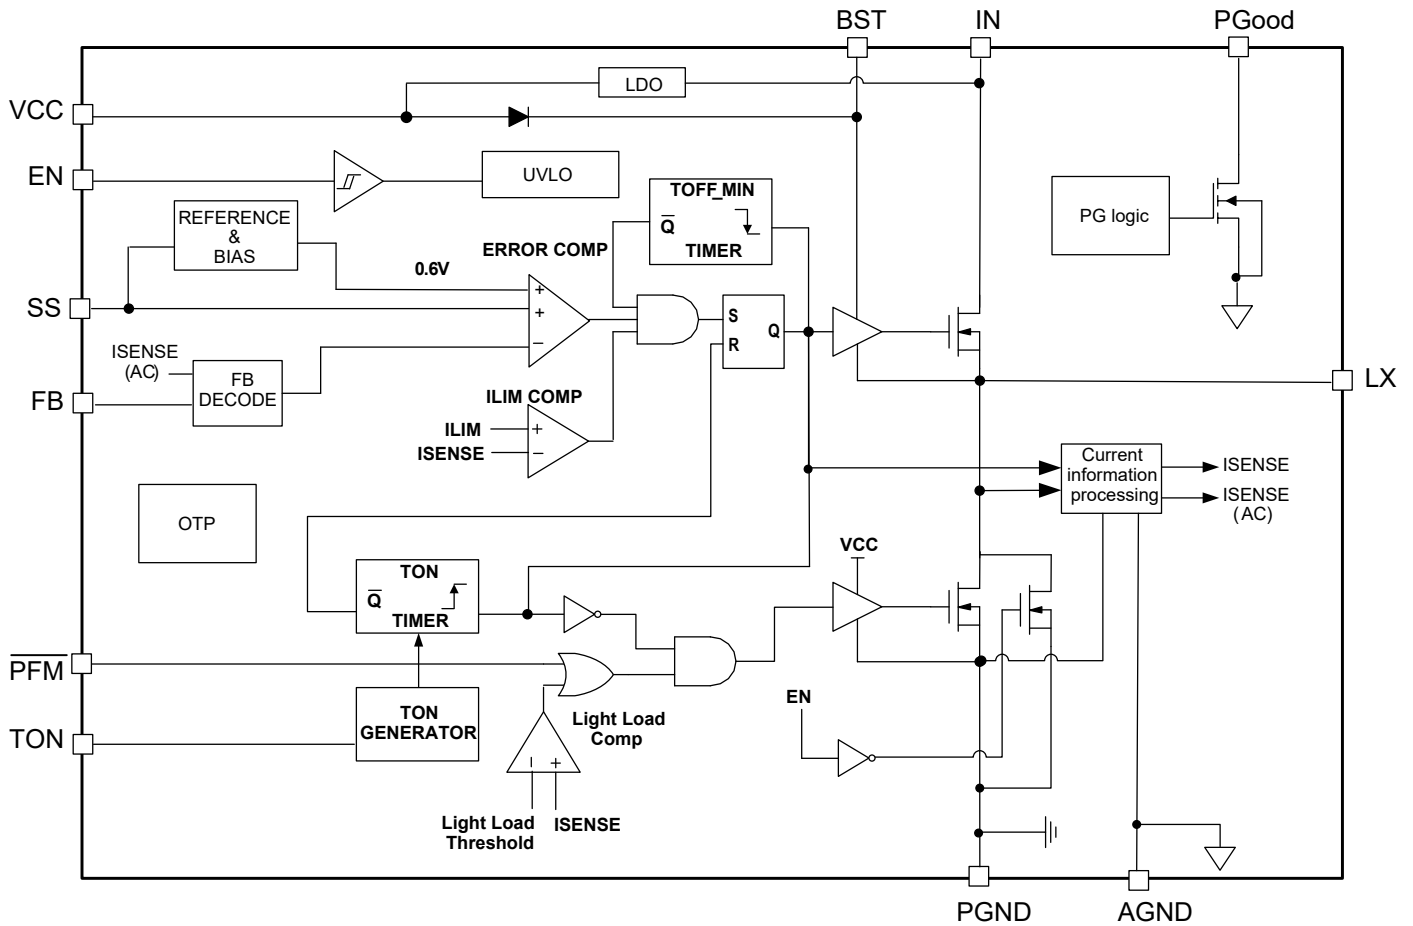 BST
IN
PGood
LDO
VCC
EN
UVLO
TOFF_MIN
Q
TIMER
REFERENCE
&
BIAS
ERROR COMP
PG logic
0.6V
+
+
−
SS
S
R
Q
ISENSE
(AC)
FB
DECODE
FB
LX
ILIM COMP
ILIM
ISENSE
+
−
Current
information
processing
ISENSE
ISENSE
(AC)
OTP
VCC
TON
Q
TIMER
PFM
TON
GENERATOR
TON
Light Load
Comp
EN
− +
Light Load
Threshold
ISENSE
PGND
AGND